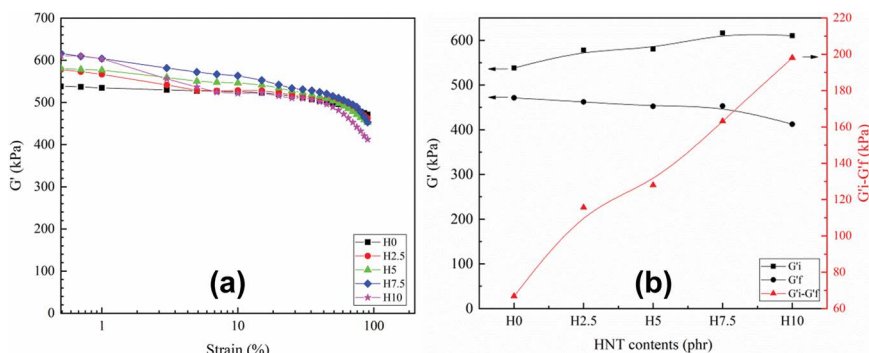 700
600
500
400
300
200
100
0
G' (kPa)
1
10
100
Strain (%)
H0
H2.5
H5
H7.5
H10
(a)
600
500
400
300
200
100
0
G' (kPa)
H0
H2.5
H5
H7.5
H10
HNT contents (phr)
G'i
G'f
G'i-G'f
(b)
220
200
180
160
140
120
100
80
60
G'i-G'f (kPa)